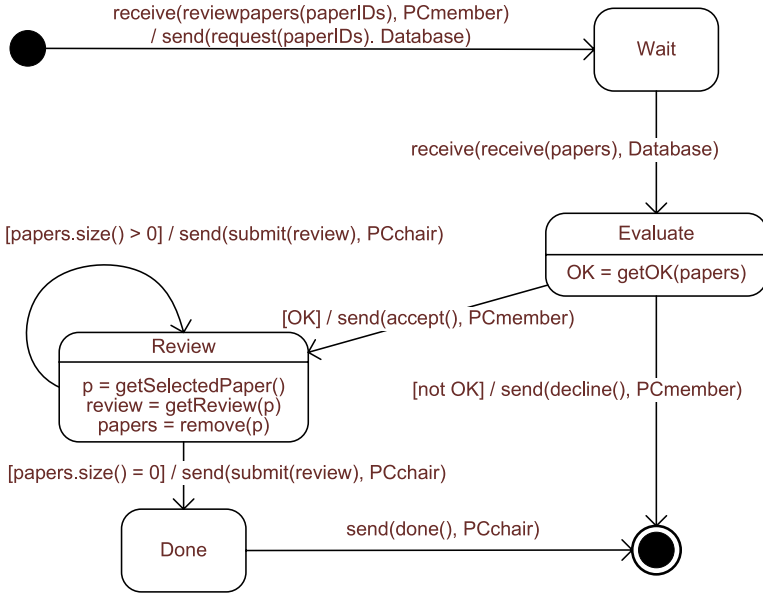 receive(reviewpapers(paperIDs), PCmember)
/ send(request(paperIDs). Database)
Wait
receive(receive(papers), Database)
[papers.size() > 0] / send(submit(review), PCchair)
Evaluate
OK = getOK(papers)
[OK] / send(accept(), PCmember)
Review
p = getSelectedPaper()
review = getReview(p)
papers = remove(p)
[not OK] / send(decline(), PCmember)
[papers.size() = 0] / send(submit(review), PCchair)
Done
send(done(), PCchair)